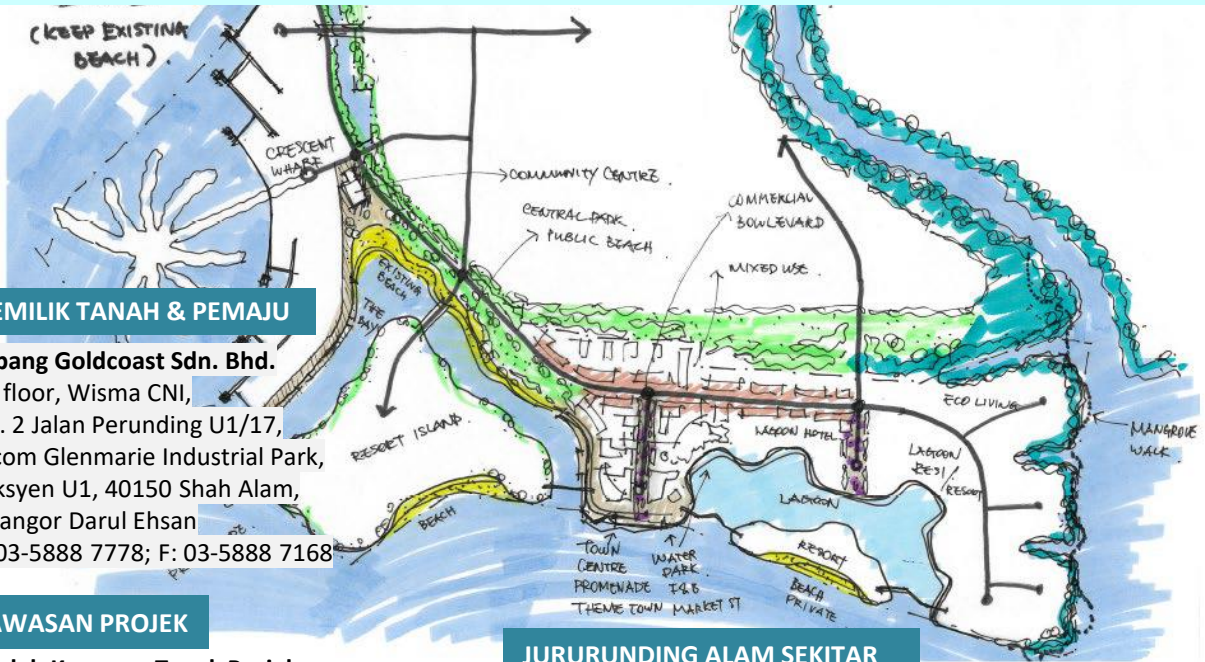 (KEEP EXISTING
BEACH).
CRESCENT
WHARF
COMMUNITY CENTRE.
CENTRAL PARK.
PUBLIC BEACH
COMMERCIAL
BOULEVARD
MIXED USE.
EXISTING
BEACH
THE
BAY
EMILIK TANAH & PEMAJU
pang Goldcoast Sdn. Bhd.
floor, Wisma CNI,
. 2 Jalan Perunding U1/17,
com Glenmarie Industrial Park,
ksyen U1, 40150 Shah Alam,
angor Darul Ehsan
03-5888 7778; F: 03-5888 7168
RESORT ISLAND.
BEACH
ECO LIVING
MANGROVE
WALK.
LAGOON HOTEL
LAGOON
RESI/
RESORT
LAGOON
TOWN
CENTRE
PROMENADE F&B
THEME TOWN MARKET ST
WATER
PARK.
RESORT
BEACH
PRIVATE
AWASAN PROJEK
JURURUNDING ALAM SEKITAR